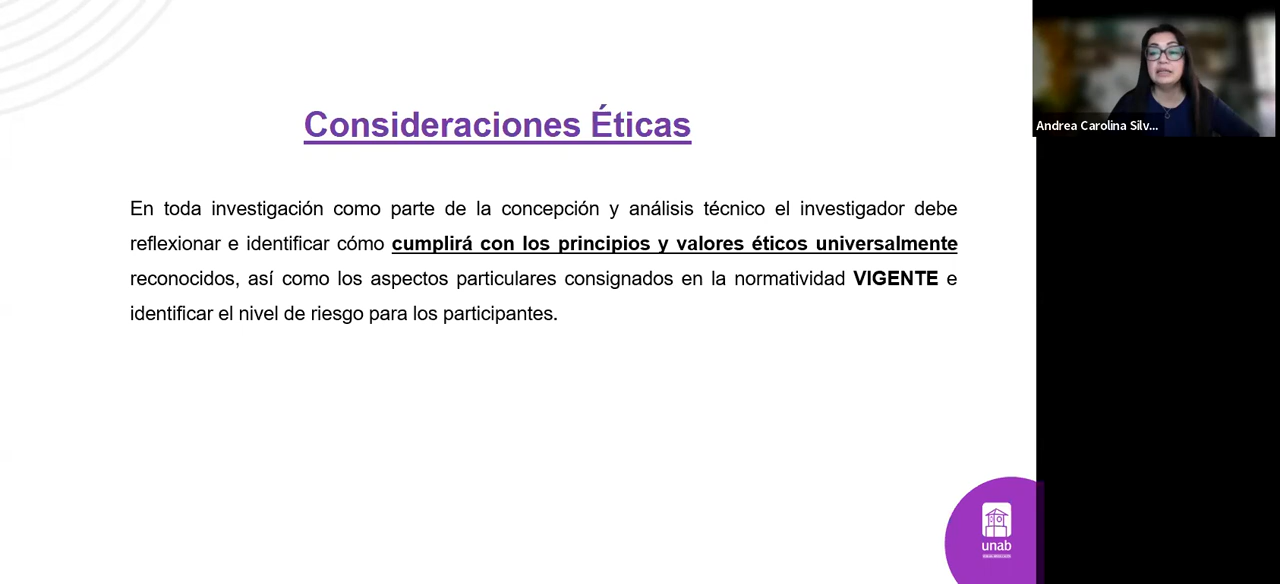 Consideraciones Éticas
En toda investigación como parte de la concepción y análisis técnico el investigador debe
reflexionar e identificar cómo cumplirá con los principios y valores éticos universalmente
reconocidos, así como los aspectos particulares consignados en la normatividad VIGENTE e
identificar el nivel de riesgo para los participantes.
Andrea Carolina Silv...
unab